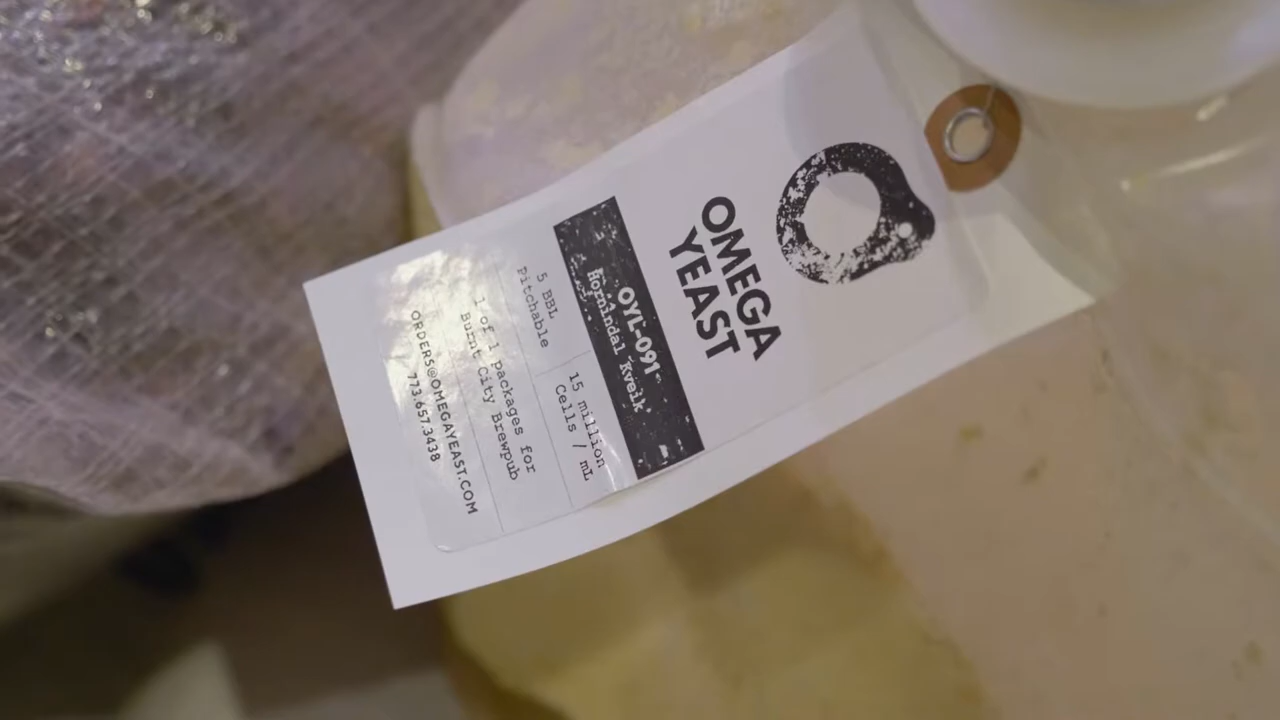 OMEGA
YEAST
OYL-091
Hornindal Kveik
5 BBL
Pitchable
15 million
Cells / mL
1 of 1 packages for
Burnt City Brewpub
ORDERS@OMEGAYEAST.COM
773.657.3438